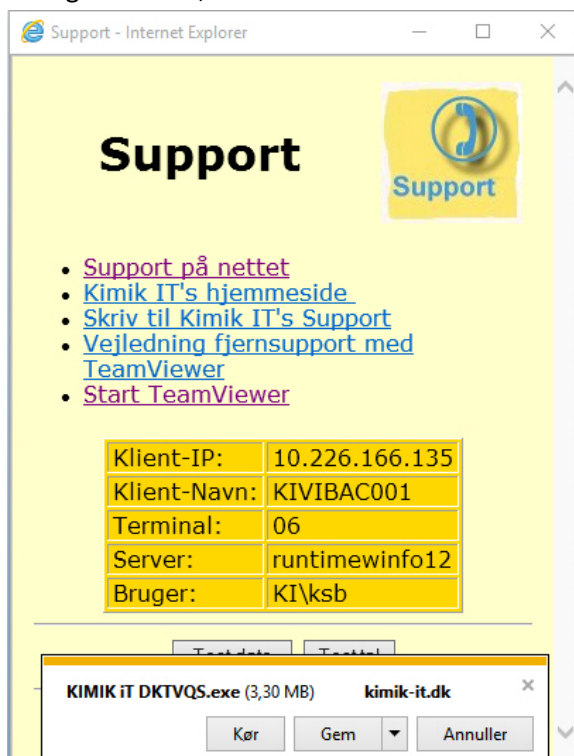 Support - Internet Explorer
Support
Support
Support på nettet
Kimik IT's hjemmeside
Skriv til Kimik IT's Support
Vejledning fjernsupport med
TeamViewer
Start TeamViewer
Klient-IP: 10.226.166.135
Klient-Navn: KIVIBAC001
Terminal: 06
Server: runtimewinfo12
Bruger: KI\ksb
KIMIK iT DKTVQS.exe (3,30 MB) kimik-it.dk
Kør Gem Annuller